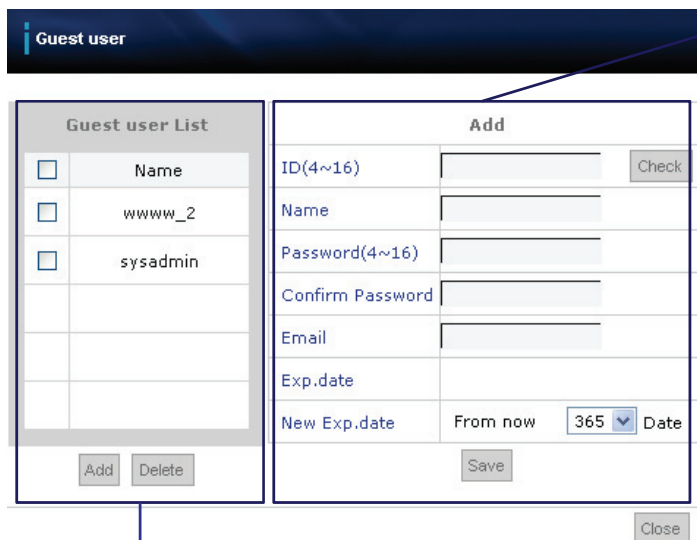 Guest user
Guest user List
Name
wwww_2
sysadmin
Add Delete
Add
ID(4~16) Check
Name
Password(4~16)
Confirm Password
Email
Exp.date
New Exp.date From now 365 Date
Save
Close